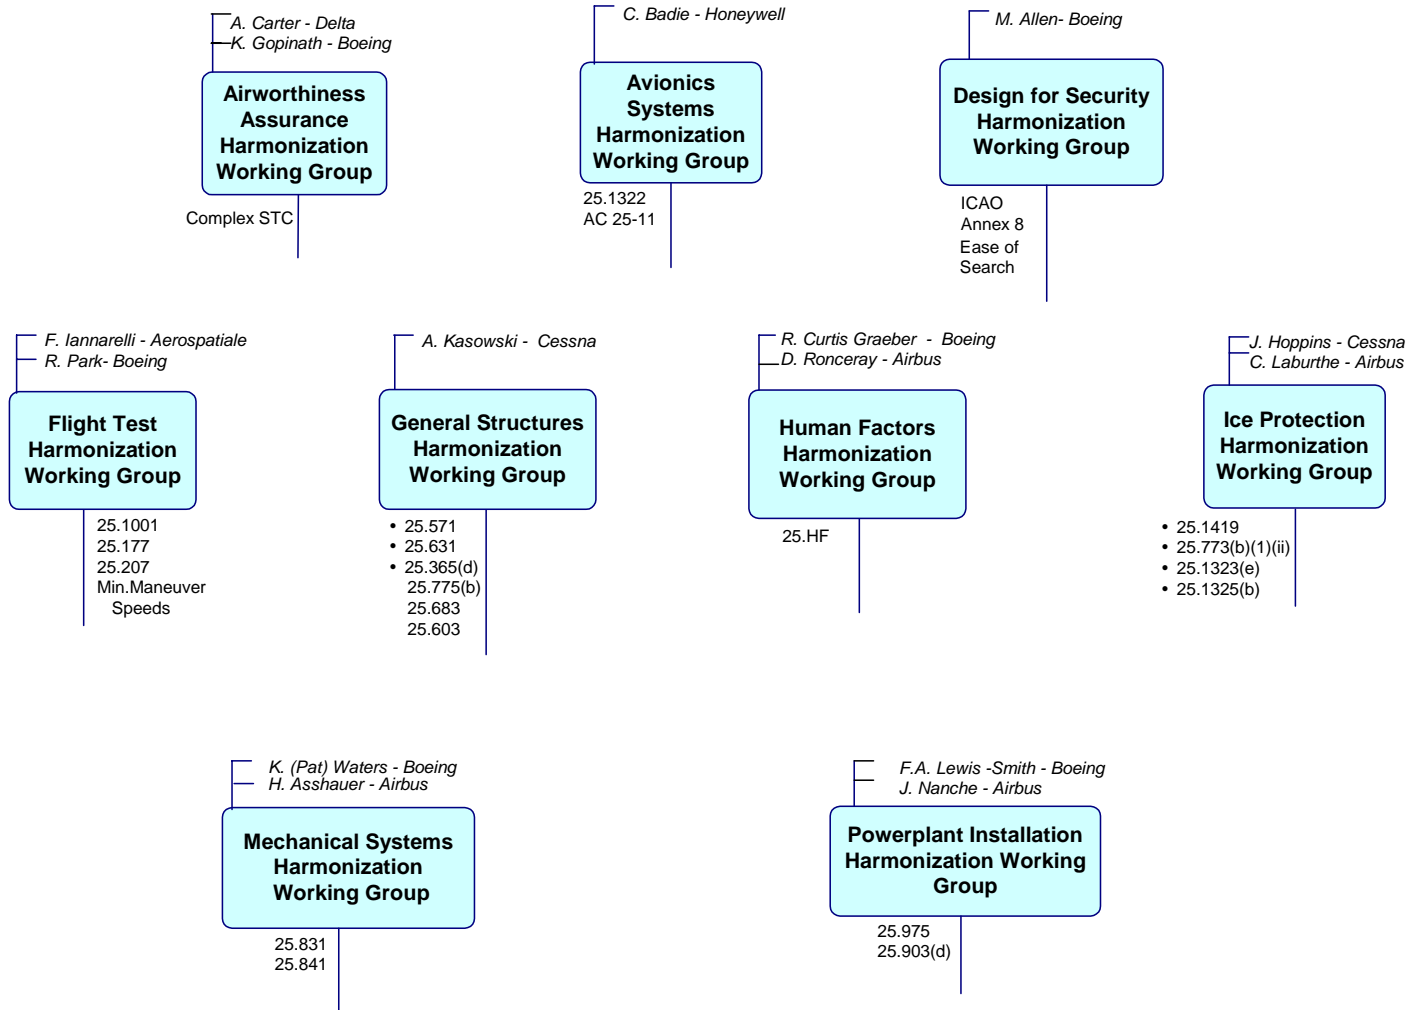 A. Carter - Delta
K. Gopinath - Boeing
Airworthiness
Assurance
Harmonization
Working Group
Complex STC
C. Badie - Honeywell
Avionics
Systems
Harmonization
Working Group
25.1322
AC 25-11
M. Allen- Boeing
Design for Security
Harmonization
Working Group
ICAO
Annex 8
Ease of
Search
F. Iannarelli - Aerospatiale
R. Park- Boeing
Flight Test
Harmonization
Working Group
25.1001
25.177
25.207
Min.Maneuver
Speeds
A. Kasowski - Cessna
General Structures
Harmonization
Working Group
• 25.571
• 25.631
• 25.365(d)
25.775(b)
25.683
25.603
R. Curtis Graeber - Boeing
D. Ronceray - Airbus
Human Factors
Harmonization
Working Group
25.HF
J. Hoppins - Cessna
C. Laburthe - Airbus
Ice Protection
Harmonization
Working Group
• 25.1419
• 25.773(b)(1)(ii)
• 25.1323(e)
• 25.1325(b)
K. (Pat) Waters - Boeing
H. Asshauer - Airbus
Mechanical Systems
Harmonization
Working Group
25.831
25.841
F.A. Lewis -Smith - Boeing
J. Nanche - Airbus
Powerplant Installation
Harmonization Working
Group
25.975
25.903(d)